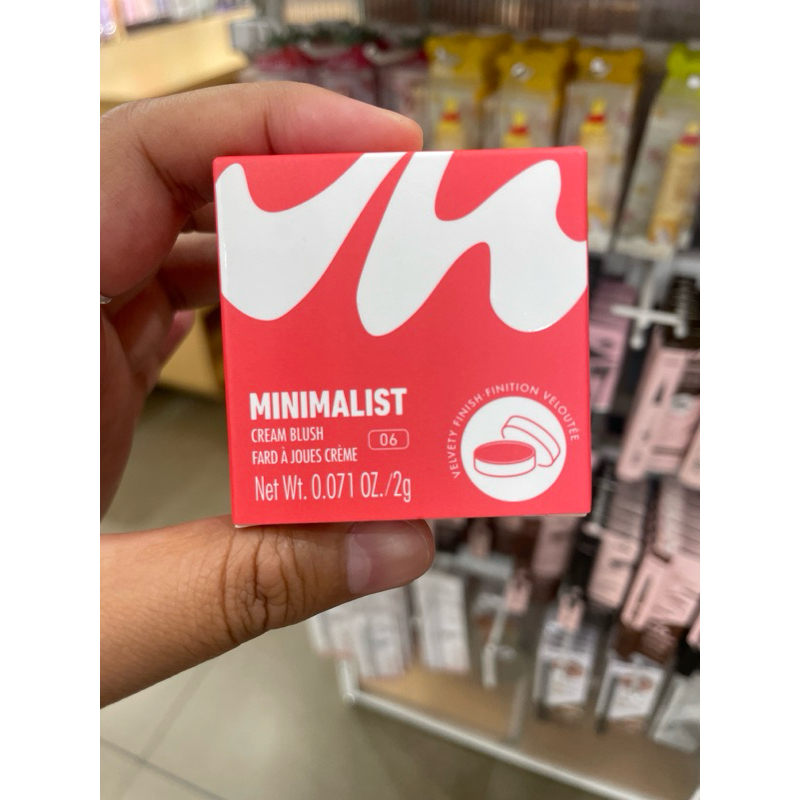 MINIMALIST
CREAM BLUSH
FARD À JOUES CRÈME
06
Net Wt. 0.071 OZ./2g
VELVETY FINISH·FINITION VELOUTÉE